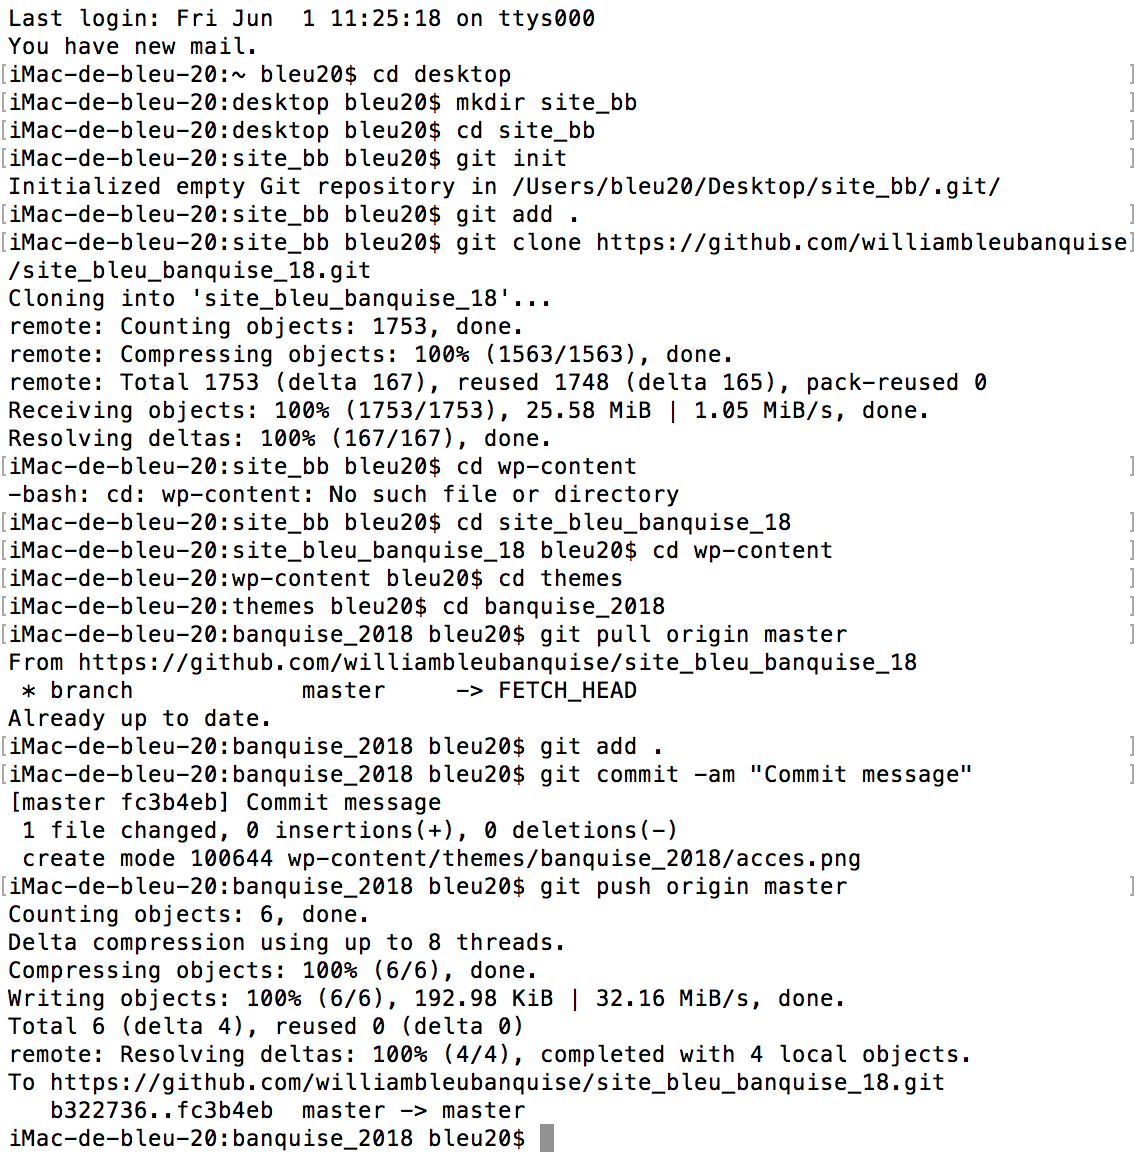 Last login: Fri Jun  1 11:25:18 on ttys000
You have new mail.
[iMac-de-bleu-20:~ bleu20$ cd desktop ]
[iMac-de-bleu-20:desktop bleu20$ mkdir site_bb ]
[iMac-de-bleu-20:desktop bleu20$ cd site_bb ]
[iMac-de-bleu-20:site_bb bleu20$ git init ]
Initialized empty Git repository in /Users/bleu20/Desktop/site_bb/.git/
[iMac-de-bleu-20:site_bb bleu20$ git add . ]
[iMac-de-bleu-20:site_bb bleu20$ git clone https://github.com/williambleubanquise]
/site_bleu_banquise_18.git
Cloning into 'site_bleu_banquise_18'...
remote: Counting objects: 1753, done.
remote: Compressing objects: 100% (1563/1563), done.
remote: Total 1753 (delta 167), reused 1748 (delta 165), pack-reused 0
Receiving objects: 100% (1753/1753), 25.58 MiB | 1.05 MiB/s, done.
Resolving deltas: 100% (167/167), done.
[iMac-de-bleu-20:site_bb bleu20$ cd wp-content ]
-bash: cd: wp-content: No such file or directory
[iMac-de-bleu-20:site_bb bleu20$ cd site_bleu_banquise_18 ]
[iMac-de-bleu-20:site_bleu_banquise_18 bleu20$ cd wp-content ]
[iMac-de-bleu-20:wp-content bleu20$ cd themes ]
[iMac-de-bleu-20:themes bleu20$ cd banquise_2018 ]
[iMac-de-bleu-20:banquise_2018 bleu20$ git pull origin master ]
From https://github.com/williambleubanquise/site_bleu_banquise_18
 * branch            master     -> FETCH_HEAD
Already up to date.
[iMac-de-bleu-20:banquise_2018 bleu20$ git add . ]
[iMac-de-bleu-20:banquise_2018 bleu20$ git commit -am "Commit message" ]
[master fc3b4eb] Commit message
 1 file changed, 0 insertions(+), 0 deletions(-)
 create mode 100644 wp-content/themes/banquise_2018/acces.png
[iMac-de-bleu-20:banquise_2018 bleu20$ git push origin master ]
Counting objects: 6, done.
Delta compression using up to 8 threads.
Compressing objects: 100% (6/6), done.
Writing objects: 100% (6/6), 192.98 KiB | 32.16 MiB/s, done.
Total 6 (delta 4), reused 0 (delta 0)
remote: Resolving deltas: 100% (4/4), completed with 4 local objects.
To https://github.com/williambleubanquise/site_bleu_banquise_18.git
   b322736..fc3b4eb  master -> master
iMac-de-bleu-20:banquise_2018 bleu20$